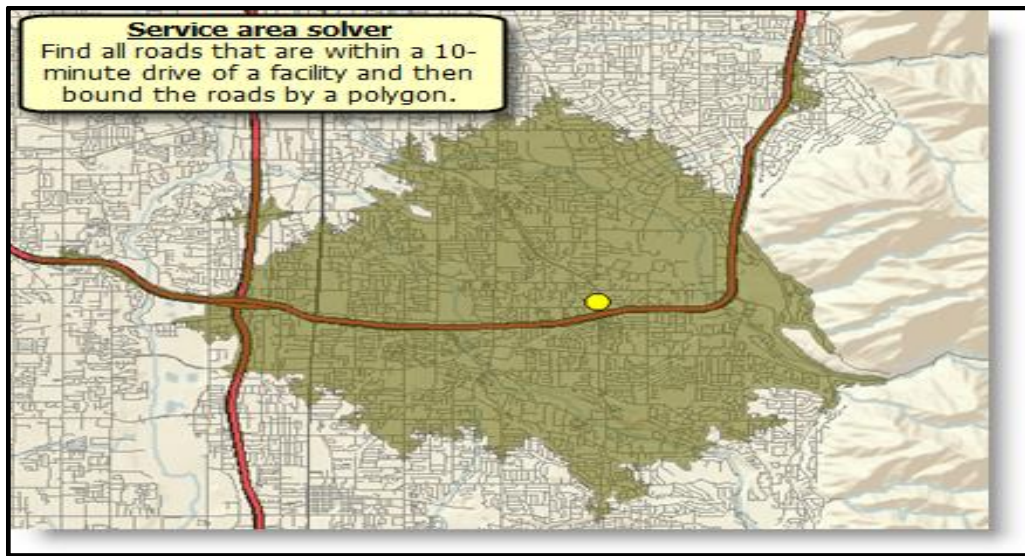 Service area solver
Find all roads that are within a 10-
minute drive of a facility and then
bound the roads by a polygon.